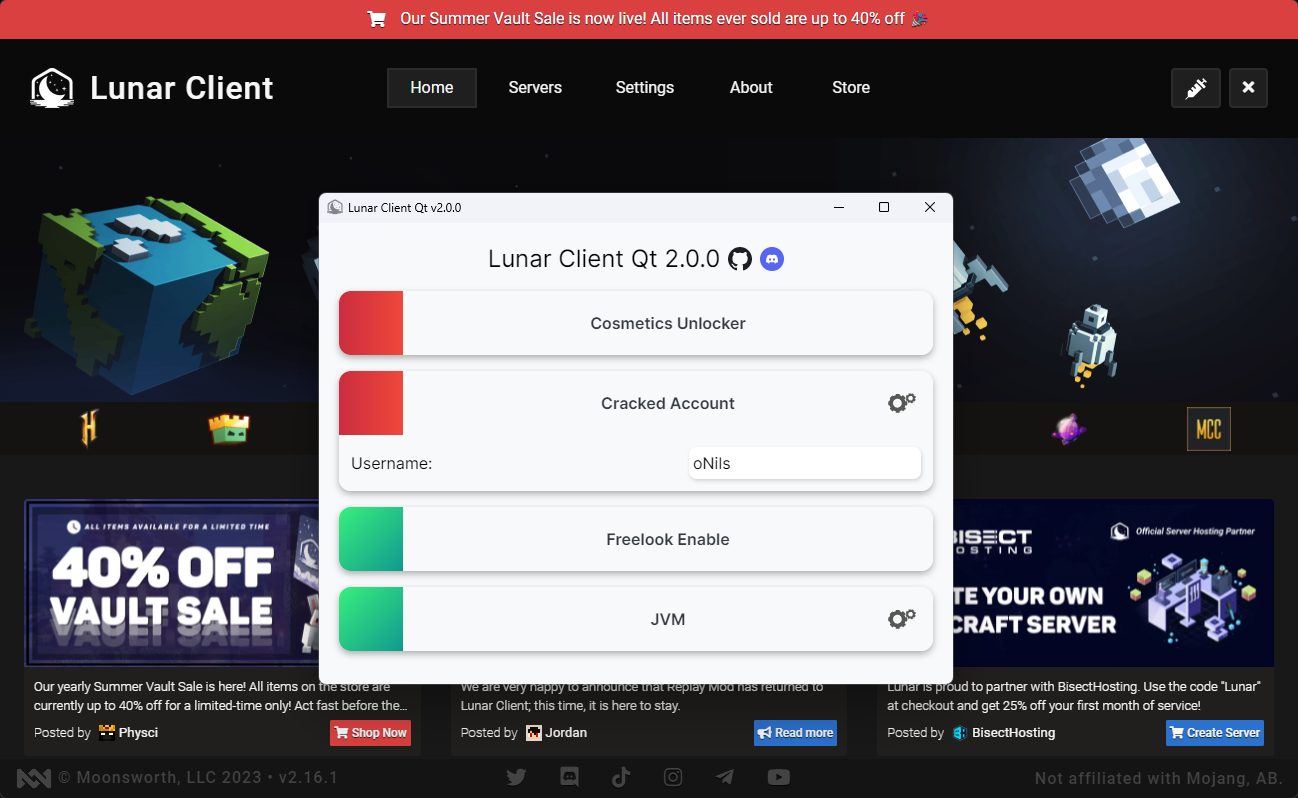 Our Summer Vault Sale is now live! All items ever sold are up to 40% off
Lunar Client
Home
Servers
Settings
About
Store
Lunar Client Qt v2.0.0
Lunar Client Qt 2.0.0
Cosmetics Unlocker
Cracked Account
Username:
oNils
Freelook Enable
JVM
H
MCC
ALL ITEMS AVAILABLE FOR A LIMITED TIME
40% OFF
VAULT SALE
Our yearly Summer Vault Sale is here! All items on the store are
currently up to 40% off for a limited-time only! Act fast before the...
Posted by Physci
Shop Now
We are very happy to announce that Replay Mod has returned to
Lunar Client; this time, it is here to stay.
Posted by Jordan
Read more
BISECT
HOSTING
Official Server Hosting Partner
TE YOUR OWN
CRAFT SERVER
Lunar is proud to partner with BisectHosting. Use the code "Lunar"
at checkout and get 25% off your first month of service!
Posted by BisectHosting
Create Server
© Moonsworth, LLC 2023 • v2.16.1
Not affiliated with Mojang, AB.